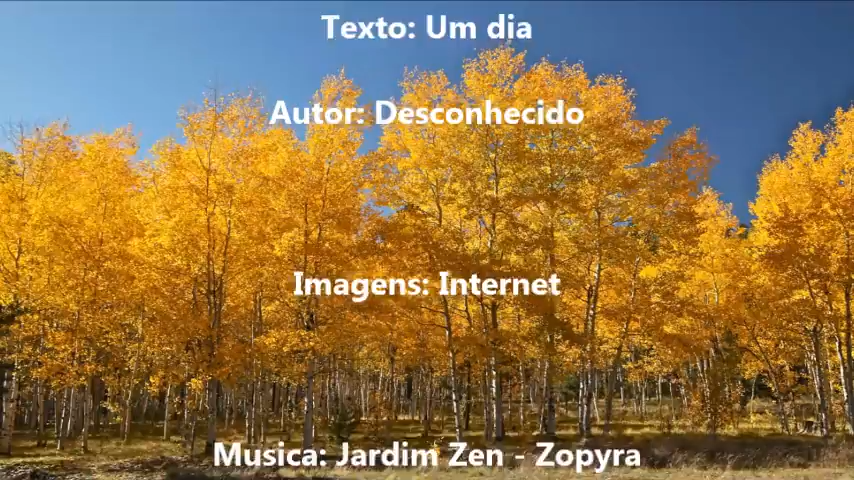 Texto: Um dia
Autor: Desconhecido
Imagens: Internet
Musica: Jardim Zen - Zopyra